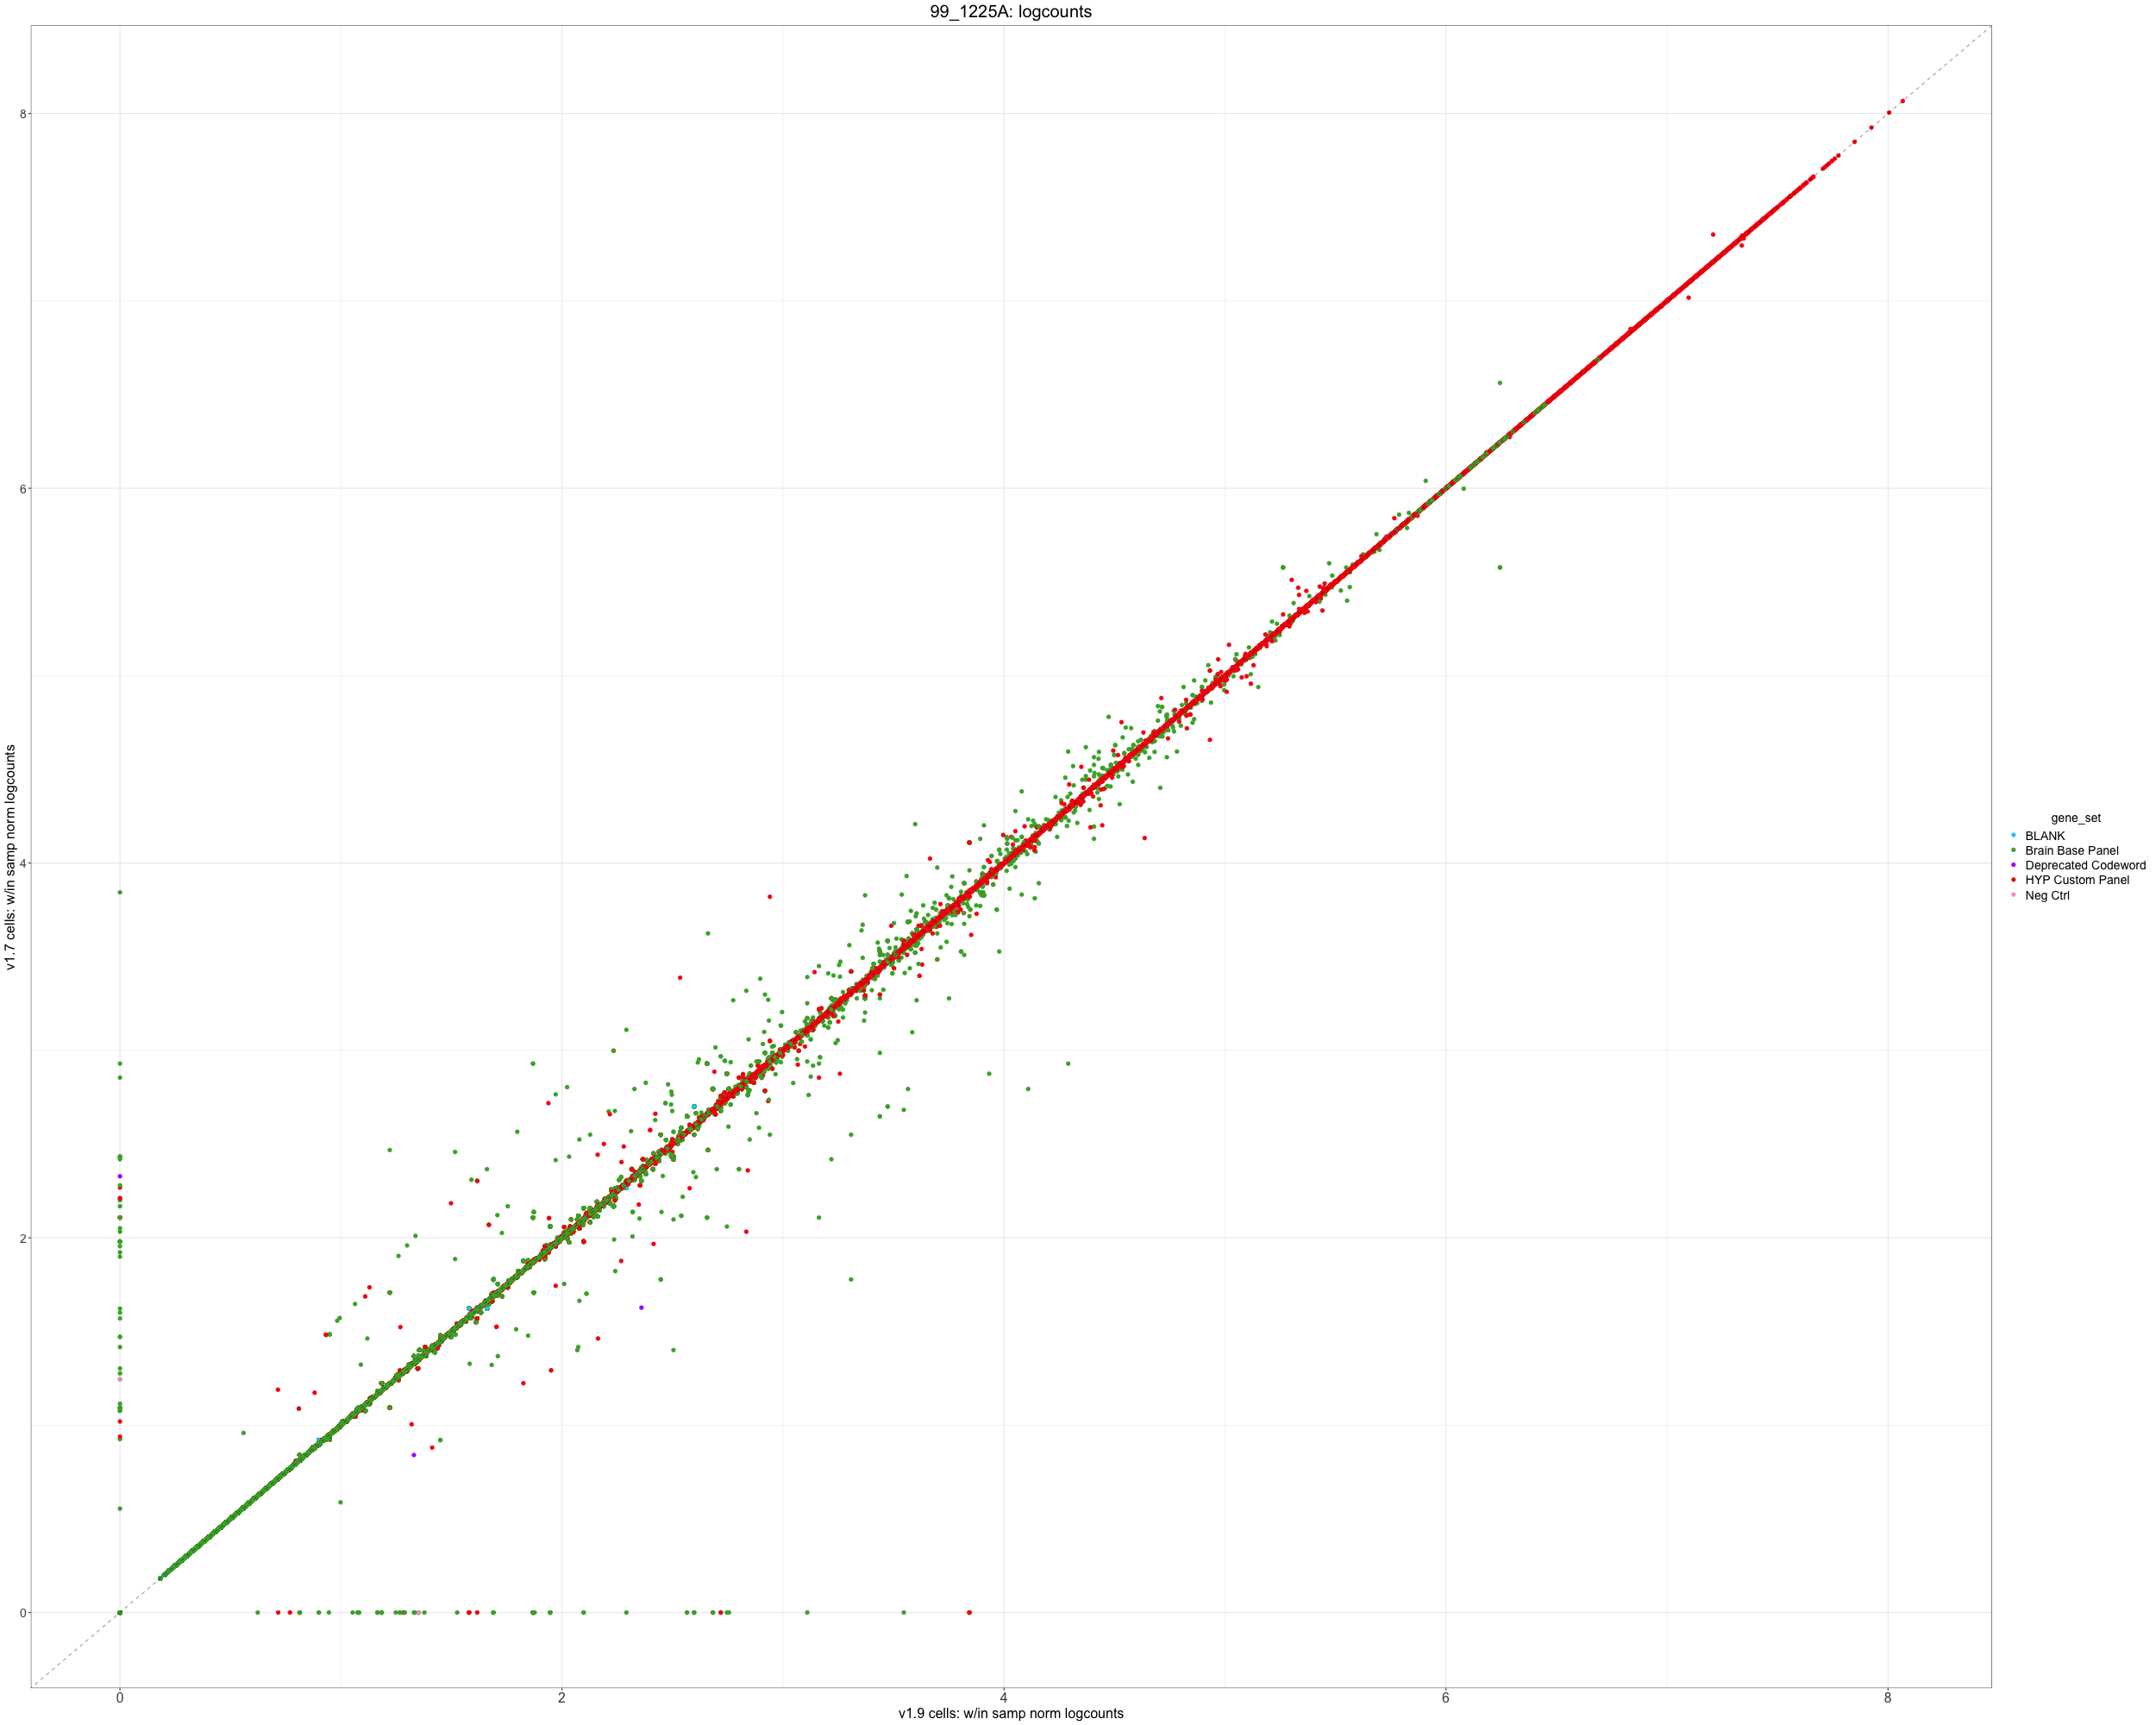 99_1225A: logcounts
8
6
4
2
0
v1.7 cells: w/in samp norm logcounts
0 2 4 6 8
v1.9 cells: w/in samp norm logcounts
gene_set
BLANK
Brain Base Panel
Deprecated Codeword
HYP Custom Panel
Neg Ctrl